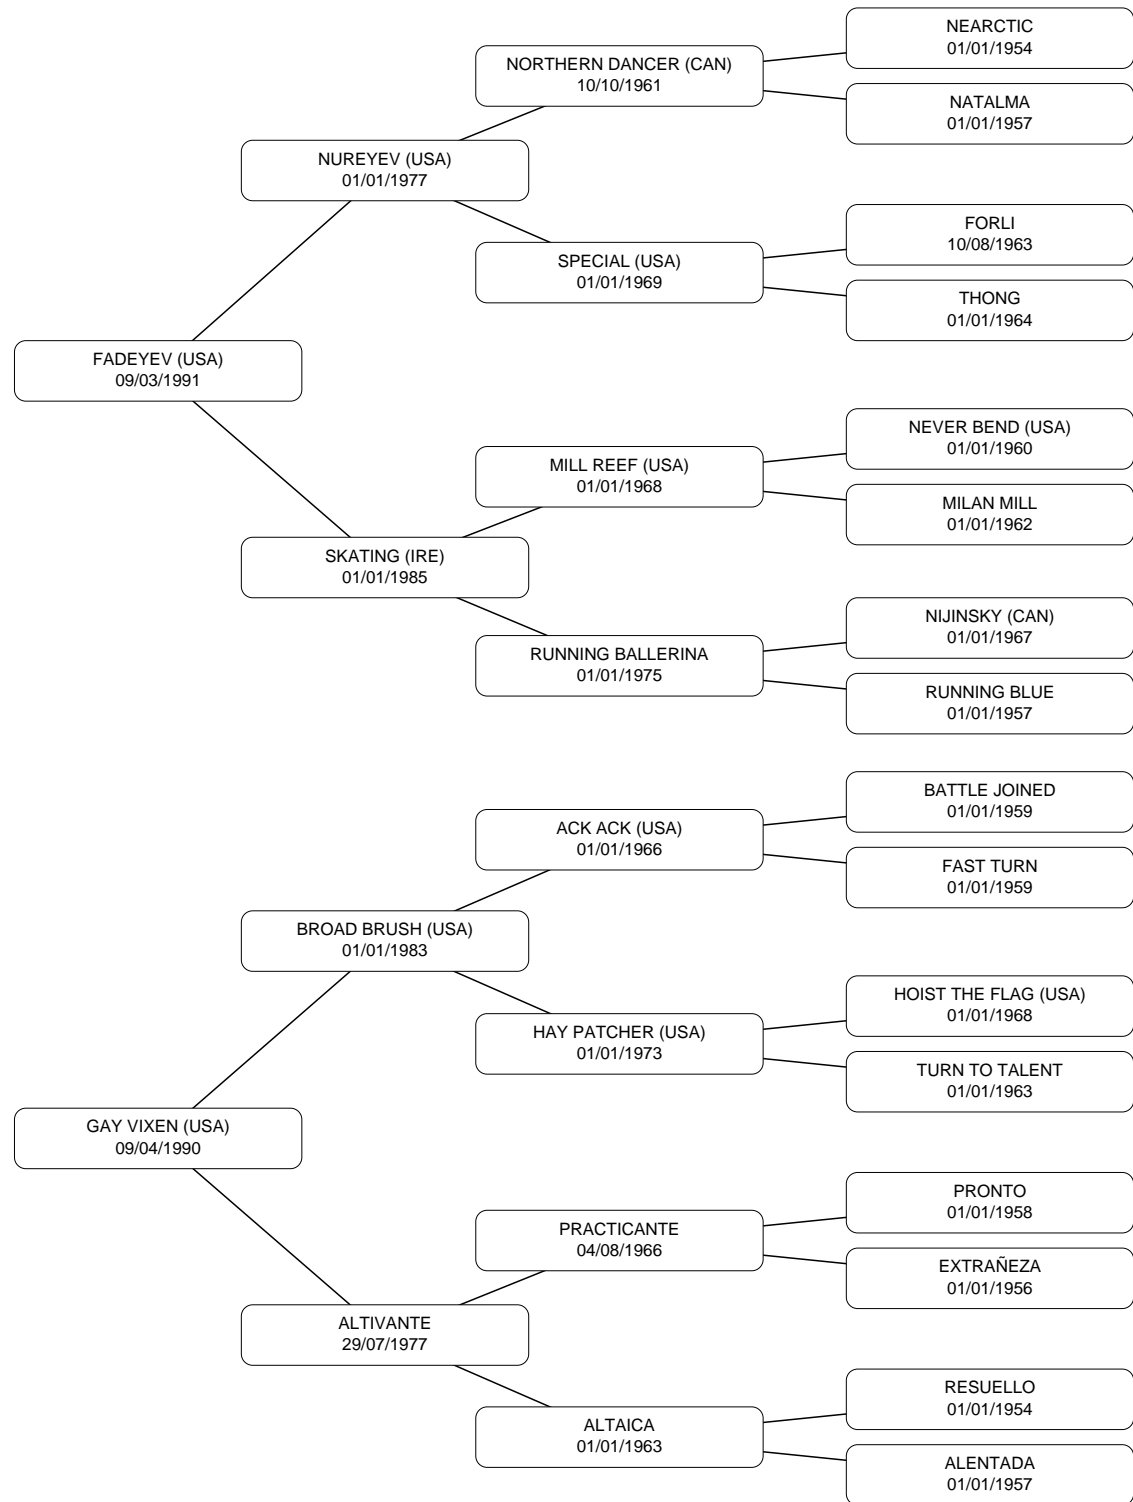 NEARCTIC
01/01/1954
NORTHERN DANCER (CAN)
10/10/1961
NATALMA
01/01/1957
NUREYEV (USA)
01/01/1977
FORLI
10/08/1963
SPECIAL (USA)
01/01/1969
THONG
01/01/1964
FADEYEV (USA)
09/03/1991
NEVER BEND (USA)
01/01/1960
MILL REEF (USA)
01/01/1968
MILAN MILL
01/01/1962
SKATING (IRE)
01/01/1985
NIJINSKY (CAN)
01/01/1967
RUNNING BALLERINA
01/01/1975
RUNNING BLUE
01/01/1957
BATTLE JOINED
01/01/1959
ACK ACK (USA)
01/01/1966
FAST TURN
01/01/1959
BROAD BRUSH (USA)
01/01/1983
HOIST THE FLAG (USA)
01/01/1968
HAY PATCHER (USA)
01/01/1973
TURN TO TALENT
01/01/1963
GAY VIXEN (USA)
09/04/1990
PRONTO
01/01/1958
PRACTICANTE
04/08/1966
EXTRAÑEZA
01/01/1956
ALTIVANTE
29/07/1977
RESUELLO
01/01/1954
ALTAICA
01/01/1963
ALENTADA
01/01/1957